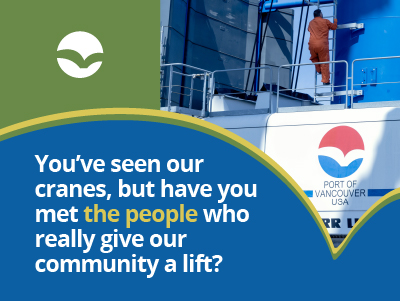 You've seen our
cranes, but have you
met the people who
really give our
community a lift?
PORT OF
VANCOUVER
USA